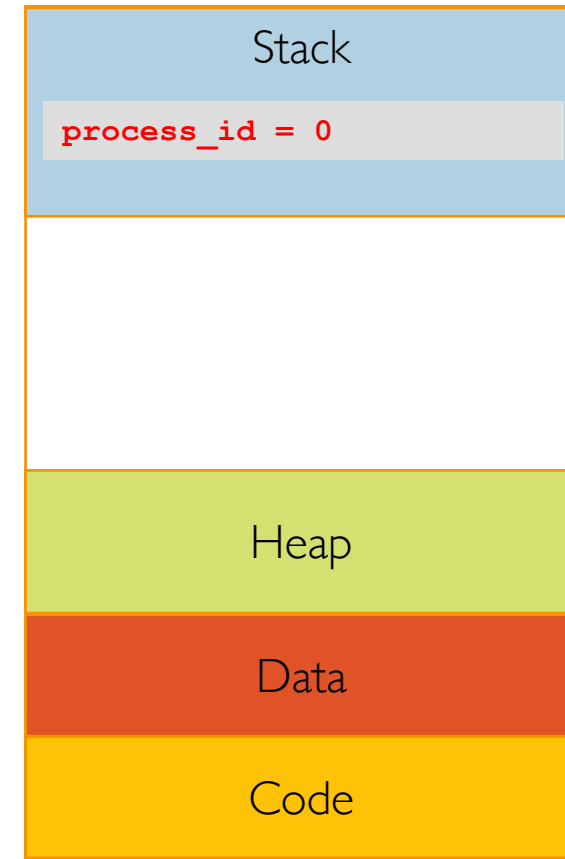 Stack
process_id = 0
Heap
Data
Code